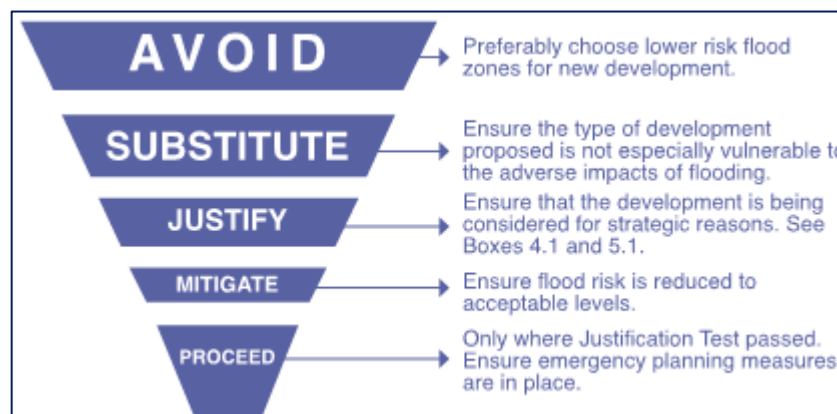 AVOID
Preferably choose lower risk flood
zones for new development.
SUBSTITUTE
Ensure the type of development
proposed is not especially vulnerable to
the adverse impacts of flooding.
JUSTIFY
Ensure that the development is being
considered for strategic reasons. See
Boxes 4.1 and 5.1.
MITIGATE
Ensure flood risk is reduced to
acceptable levels.
PROCEED
Only where Justification Test passed.
Ensure emergency planning measures
are in place.